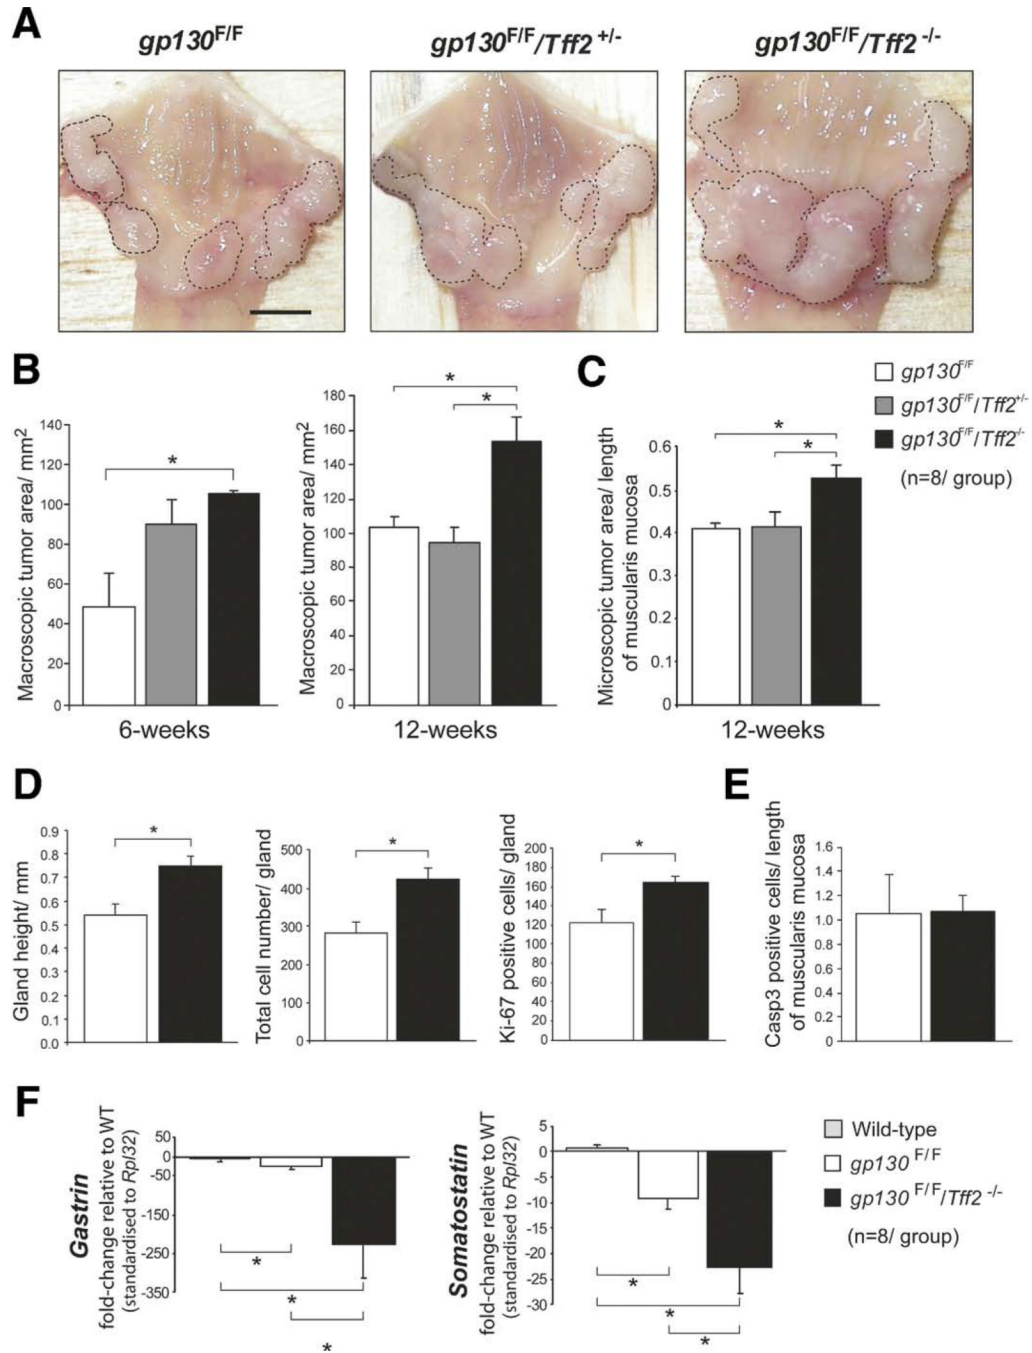 A
gp130F/F
gp130F/F/Tff2+/-
gp130F/F/Tff2-/-
B
Macroscopic tumor area/ mm2
140
120
100
80
60
40
20
0
6-weeks
*
Macroscopic tumor area/ mm2
180
160
140
120
100
80
60
40
20
0
12-weeks
*
*
C
Microscopic tumor area/ length
of muscularis mucosa
0.6
0.5
0.4
0.3
0.2
0.1
0
12-weeks
*
*
gp130F/F
gp130F/F/Tff2+/-
gp130F/F/Tff2-/-
(n=8/ group)
D
Gland height/ mm
0.9
0.8
0.7
0.6
0.5
0.4
0.3
0.2
0.1
0.0
*
Total cell number/ gland
500
400
300
200
100
0
*
Ki-67 positive cells/ gland
200
180
160
140
120
100
80
60
40
20
0
*
E
Casp3 positive cells/ length
of muscularis mucosa
1.6
1.4
1.2
1.0
0.8
0.6
0.4
0.2
0
F
Gastrin
fold-change relative to WT
(standardised to Rpl32)
50
0
-50
-150
-250
-350
*
*
*
Somatostatin
fold-change relative to WT
(standardised to Rpl32)
5
0
-5
-10
-15
-20
-25
-30
*
*
*
Wild-type
gp130 F/F
gp130 F/F/Tff2 -/-
(n=8/ group)